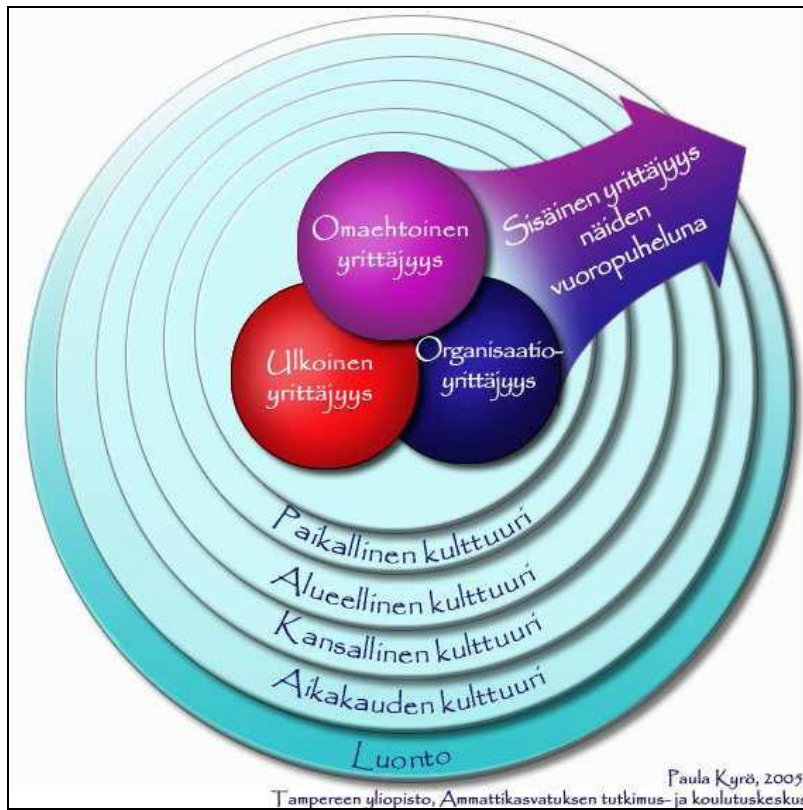 Omaehtoinen
yrittäjyys
Sisäinen yrittäjyys
näiden
vuoropuheluna
Ulkoinen
yrittäjyys
Organisaatio-
yrittäjyys
Paikallinen kulttuuri
Alueellinen kulttuuri
Kansallinen kulttuuri
Aikakauden kulttuuri
Luonto
Paula Kyrö, 2005
Tampereen yliopisto, Ammattikasvatuksen tutkimus- ja koulutuskeskus